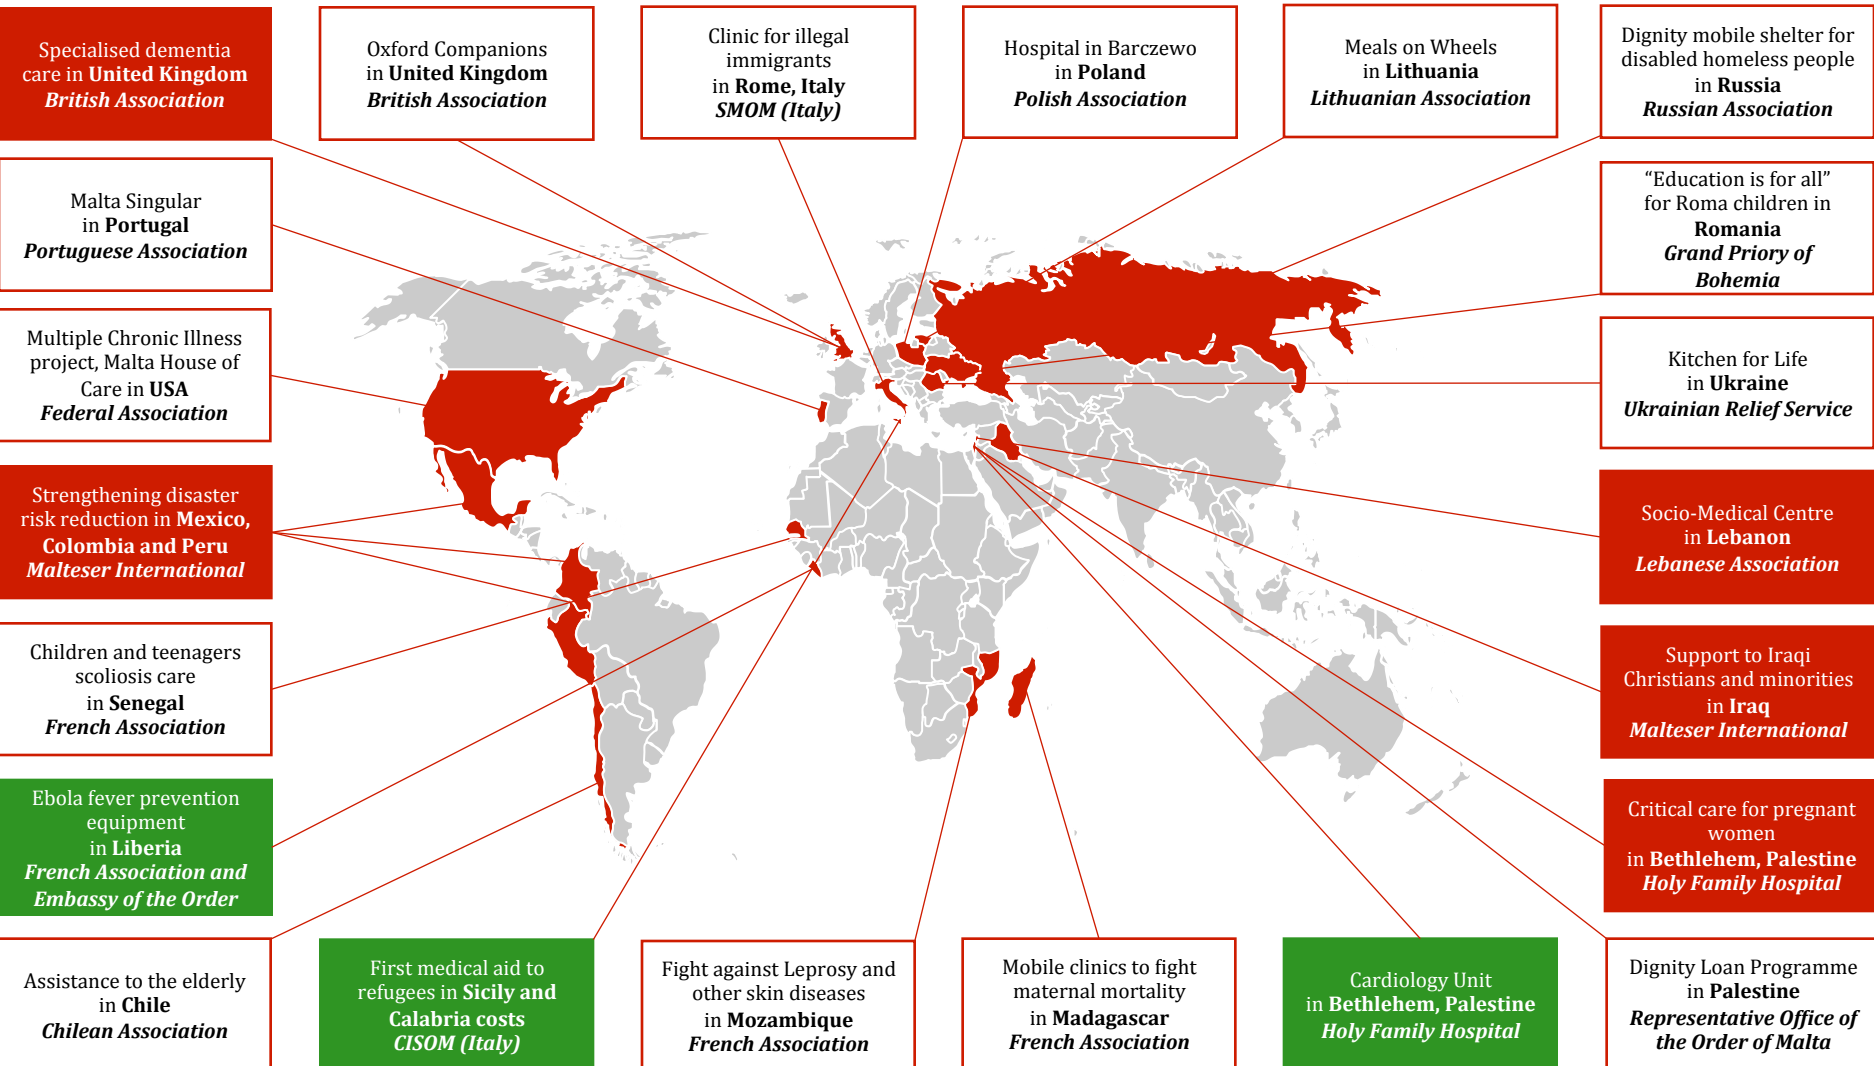 Specialised dementia
care in United Kingdom
British Association
Oxford Companions
in United Kingdom
British Association
Clinic for illegal
immigrants
in Rome, Italy
SMOM (Italy)
Hospital in Barczewo
in Poland
Polish Association
Meals on Wheels
in Lithuania
Lithuanian Association
Dignity mobile shelter for
disabled homeless people
in Russia
Russian Association
Malta Singular
in Portugal
Portuguese Association
“Education is for all”
for Roma children in
Romania
Grand Priory of
Bohemia
Multiple Chronic Illness
project, Malta House of
Care in USA
Federal Association
Kitchen for Life
in Ukraine
Ukrainian Relief Service
Strengthening disaster
risk reduction in Mexico,
Colombia and Peru
Malteser International
Socio-Medical Centre
in Lebanon
Lebanese Association
Children and teenagers
scoliosis care
in Senegal
French Association
Support to Iraqi
Christians and minorities
in Iraq
Malteser International
Ebola fever prevention
equipment
in Liberia
French Association and
Embassy of the Order
Critical care for pregnant
women
in Bethlehem, Palestine
Holy Family Hospital
Assistance to the elderly
in Chile
Chilean Association
First medical aid to
refugees in Sicily and
Calabria costs
CISOM (Italy)
Fight against Leprosy and
other skin diseases
in Mozambique
French Association
Mobile clinics to fight
maternal mortality
in Madagascar
French Association
Cardiology Unit
in Bethlehem, Palestine
Holy Family Hospital
Dignity Loan Programme
in Palestine
Representative Office of
the Order of Malta